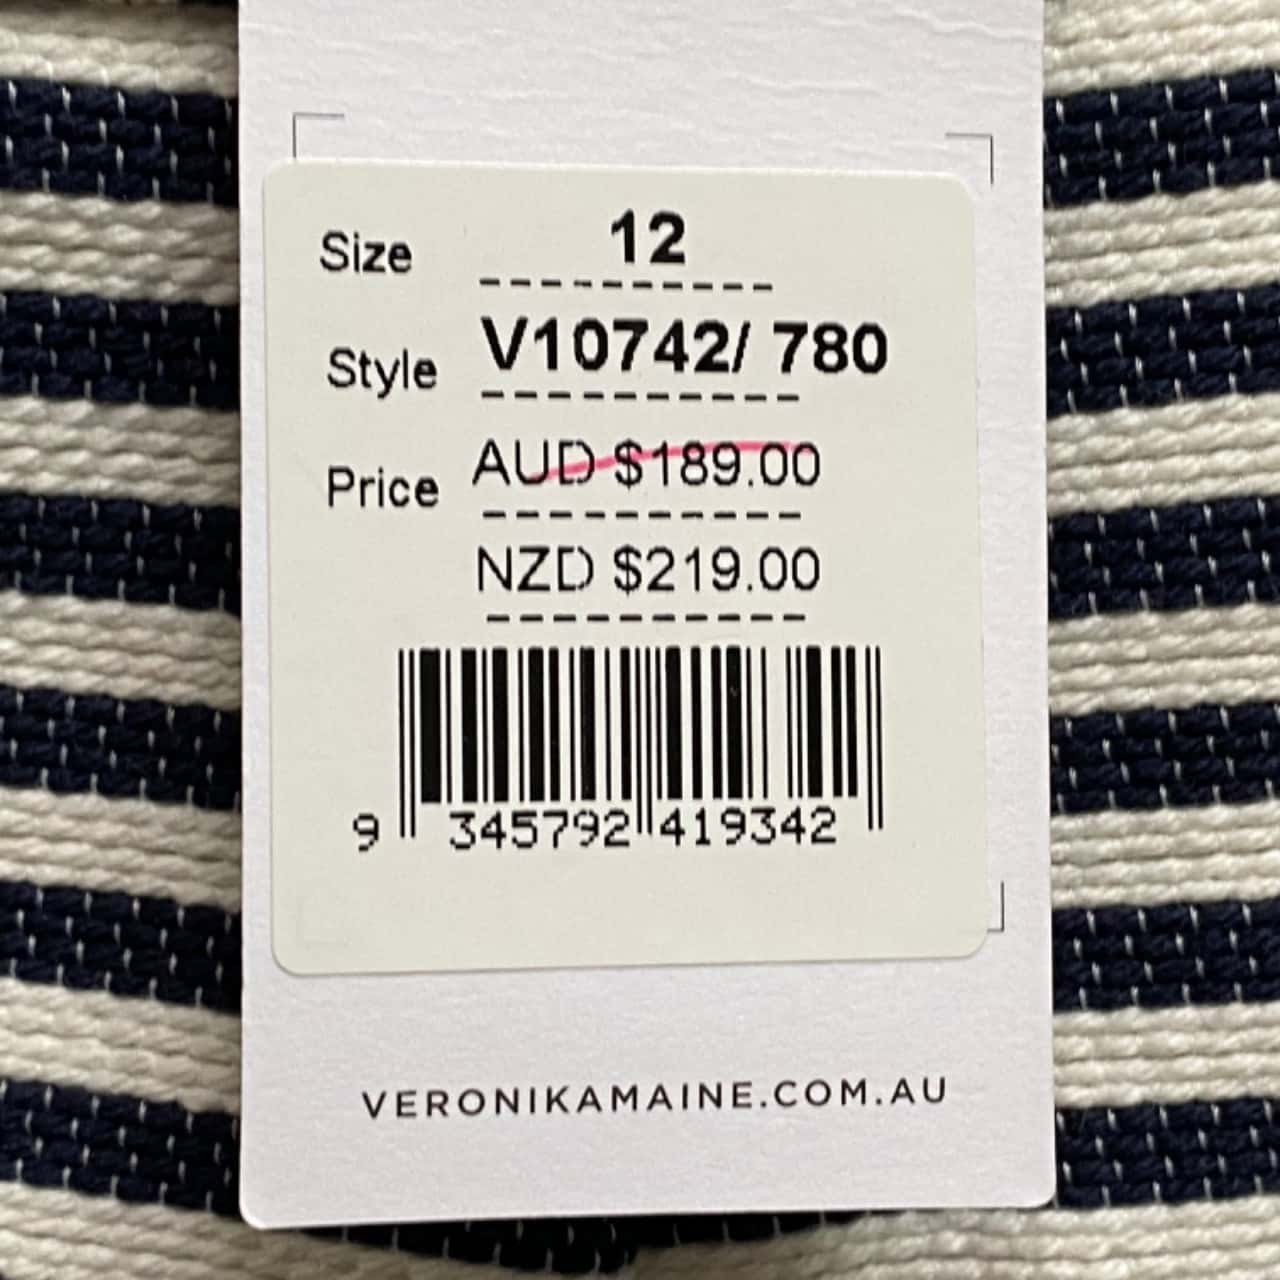 Size 12
Style V10742/ 780
Price AUD $189.00
NZD $219.00
9 345792 419342
VERONIKAMAINE.COM.AU